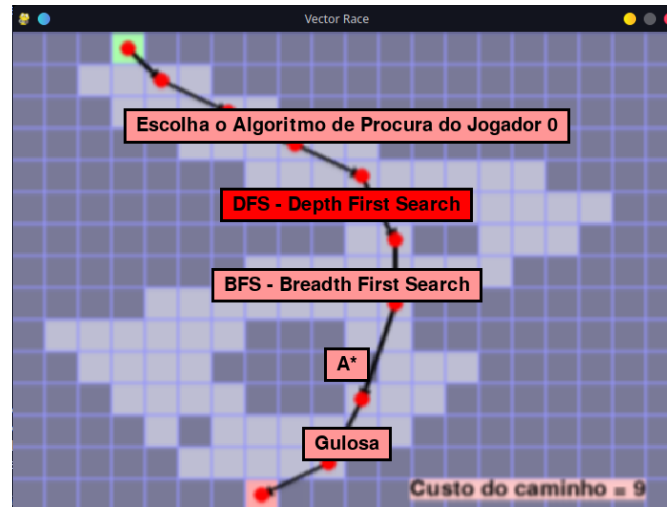 Vector Race
Escolha o Algoritmo de Procura do Jogador 0
DFS - Depth First Search
BFS - Breadth First Search
A*
Gulosa
Custo do caminho = 9